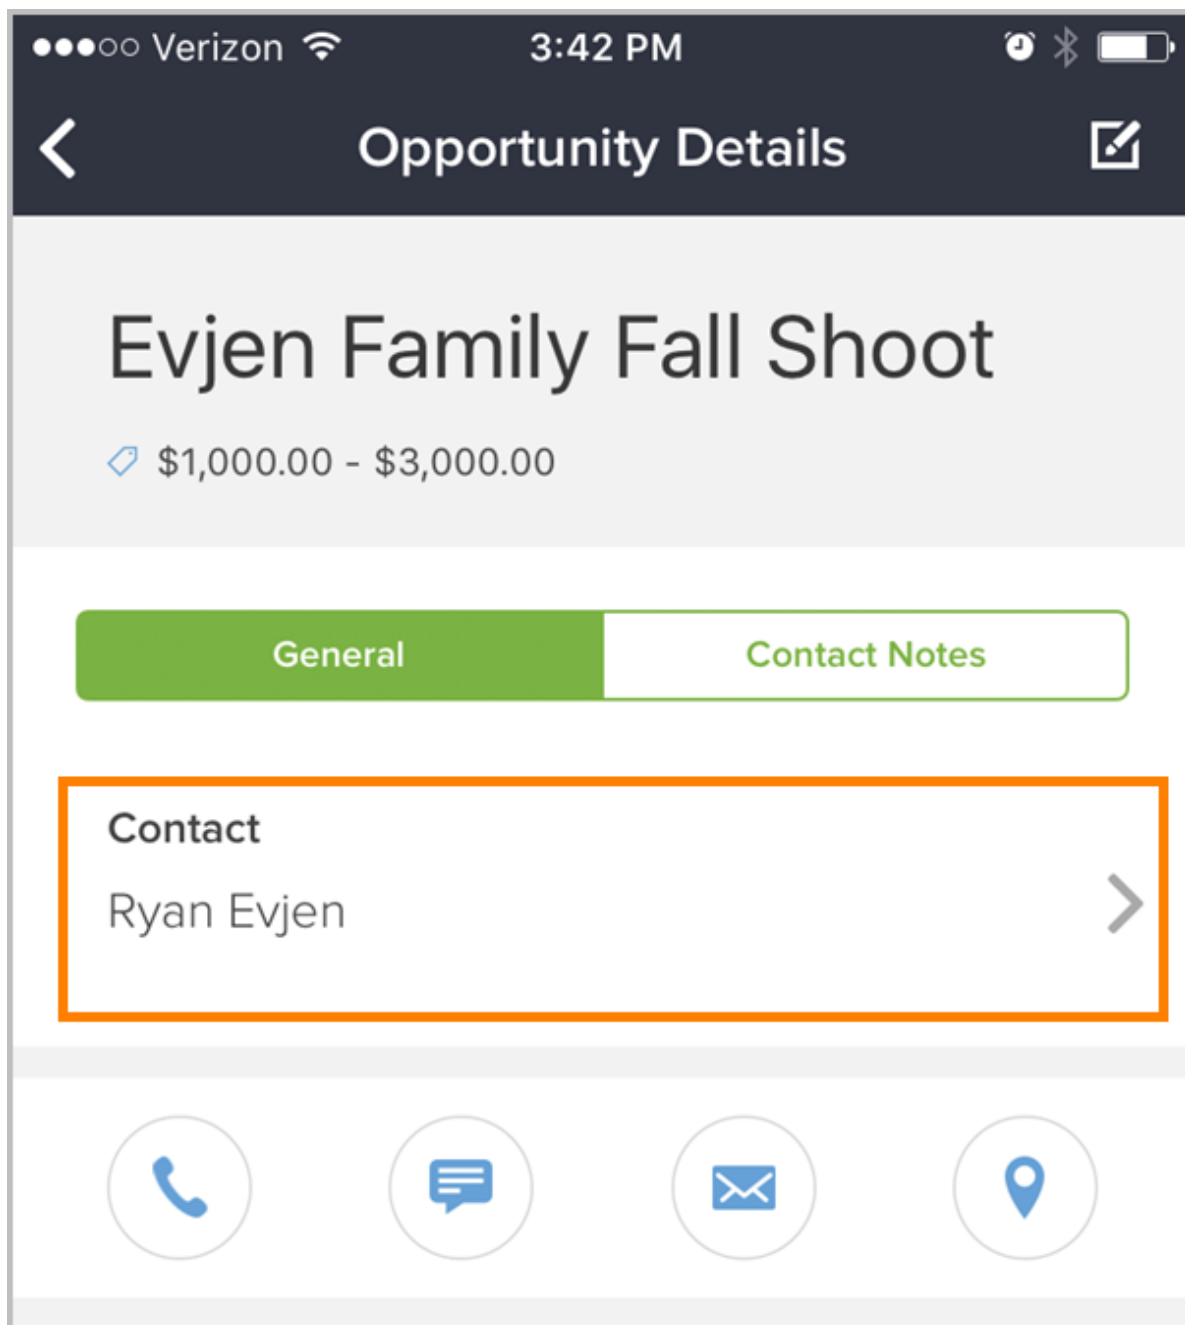 Verizon 3:42 PM
Opportunity Details
Evjen Family Fall Shoot
$1,000.00 - $3,000.00
General Contact Notes
Contact
Ryan Evjen